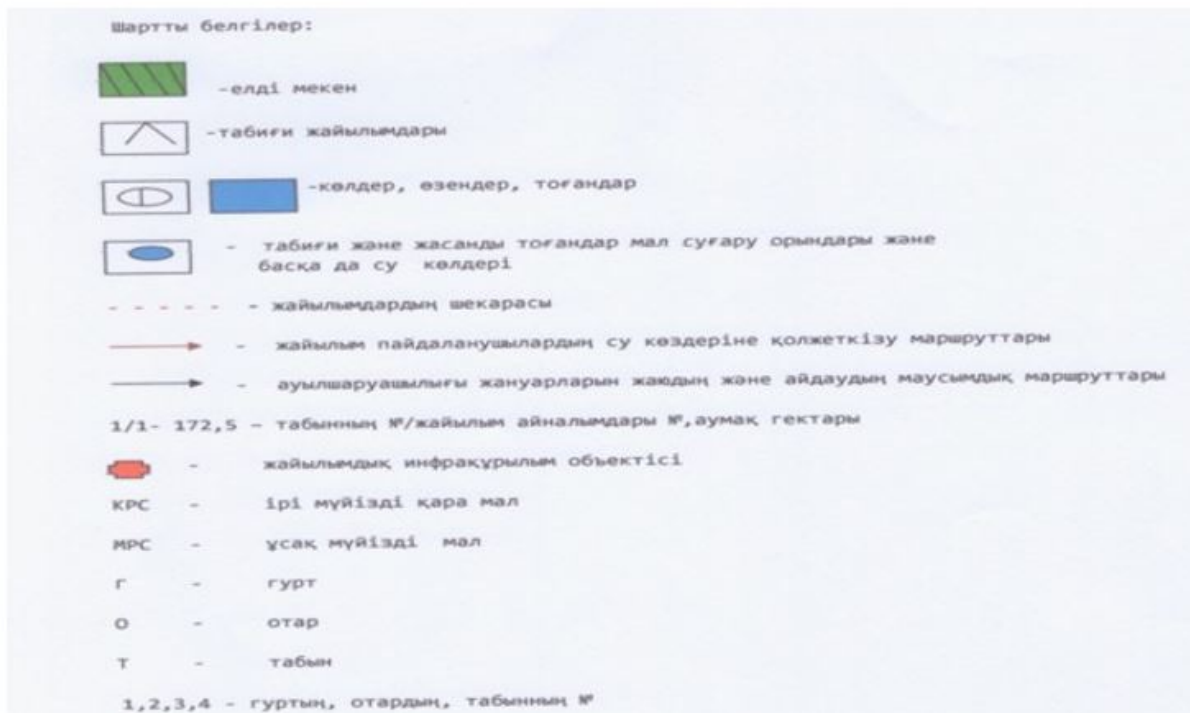 Шартты белгілер:
-елді мекен
-табиғи жайылымдары
-көлдер, өзендер, тоғандар
- табиғи және жасанды тоғандар мал суғару орындары және
басқа да су көлдері
- жайылымдардың шекарасы
- жайылым пайдаланушылардың су көздеріне қолжеткізу маршруттары
- ауылшаруашылығы жануарларын жаюдың және айдаудың маусымдық маршруттары
1/1- 172,5 – табынның №/жайылым айналымдары №,аумақ гектары
- жайылымдық инфрақұрылым объектісі
КРС - ірі мүйізді қара мал
МРС - ұсақ мүйізді мал
Г - гурт
О - отар
Т - табын
1,2,3,4 - гуртың, отардың, табынның №